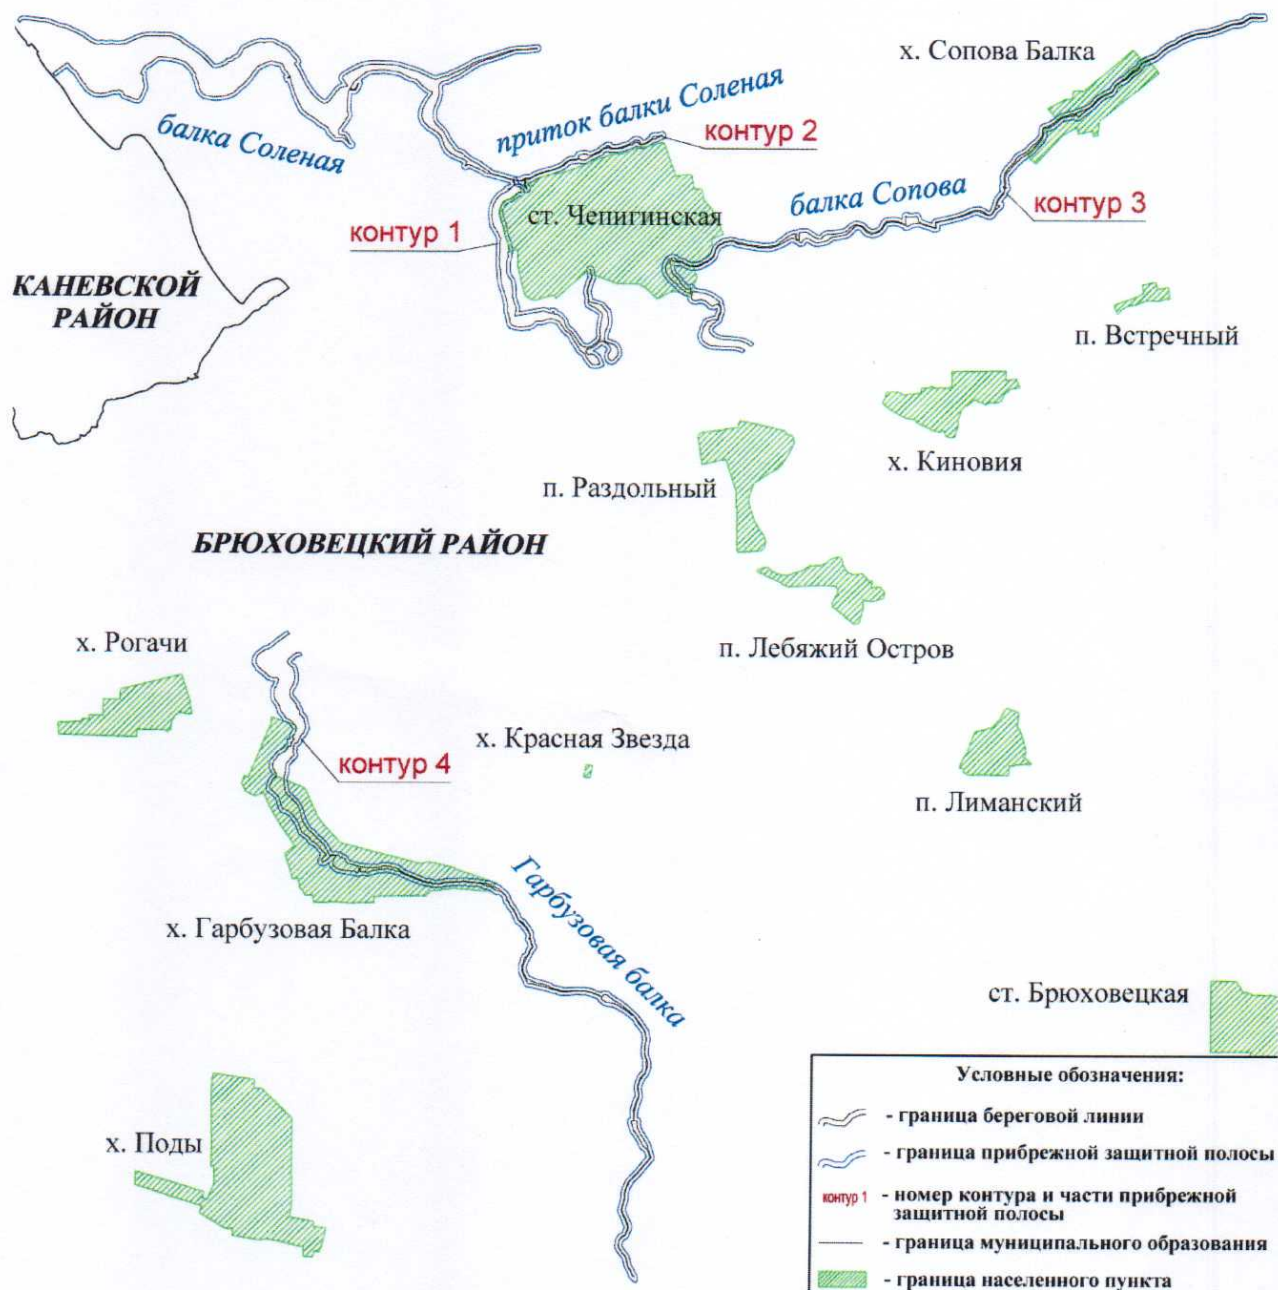 х. Сопова Балка
приток балки Соленая
контур 2
балка Соленая
балка Сопова
ст. Чепигинская
контур 3
контур 1
КАНЕВСКОЙ
РАЙОН
п. Встречный
х. Киновия
п. Раздольный
БРЮХОВЕЦКИЙ РАЙОН
х. Рогачи
п. Лебяжий Остров
х. Красная Звезда
контур 4
п. Лиманский
Гарбузовая балка
х. Гарбузовая Балка
ст. Брюховецкая
Условные обозначения:
- граница береговой линии
- граница прибрежной защитной полосы
контур 1 - номер контура и части прибрежной
защитной полосы
- граница муниципального образования
- граница населенного пункта
х. Поды